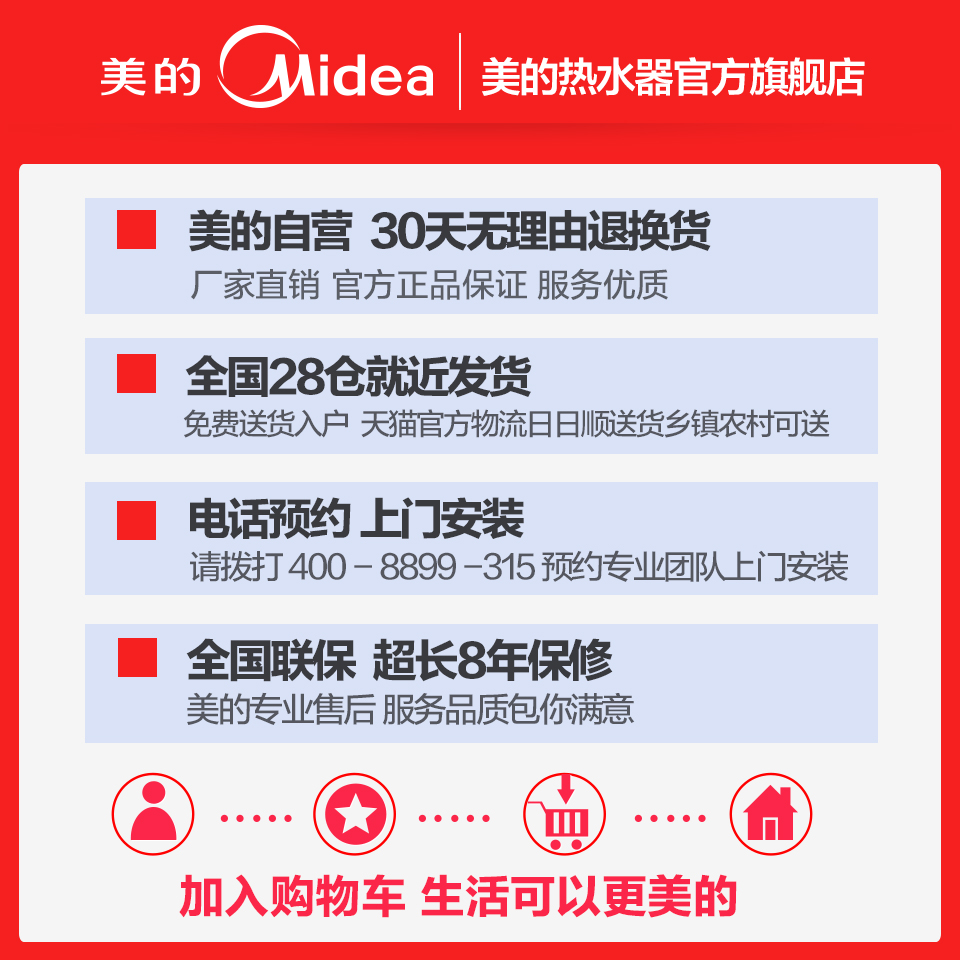 美的 Midea 美的热水器官方旗舰店
美的自营 30天无理由退换货
厂家直销 官方正品保证 服务优质
全国28仓就近发货
免费送货入户 天猫官方物流日日顺送货乡镇农村可送
电话预约 上门安装
请拨打 400 - 8899 -315 预约专业团队上门安装
全国联保 超长8年保修
美的专业售后 服务品质包你满意
加入购物车 生活可以更美的